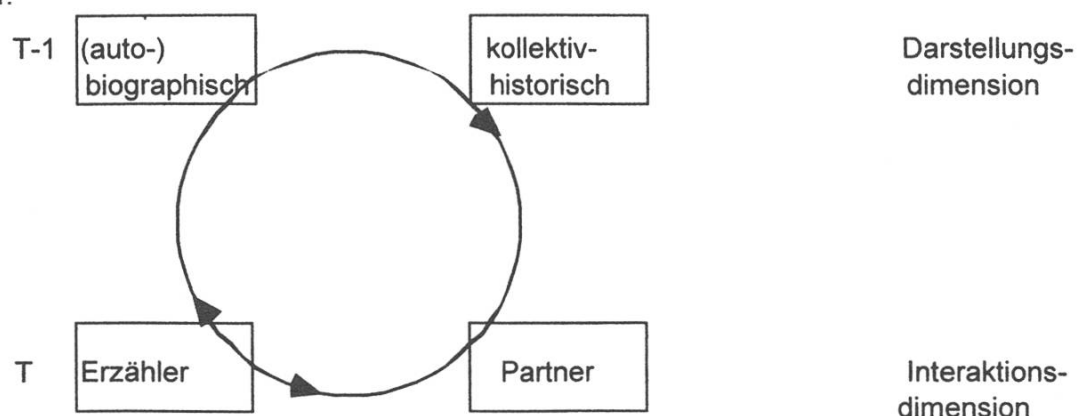 T-1 (auto-) kollektiv- Darstellungs-
biographisch historisch dimension
T Erzähler Partner Interaktions-
dimension